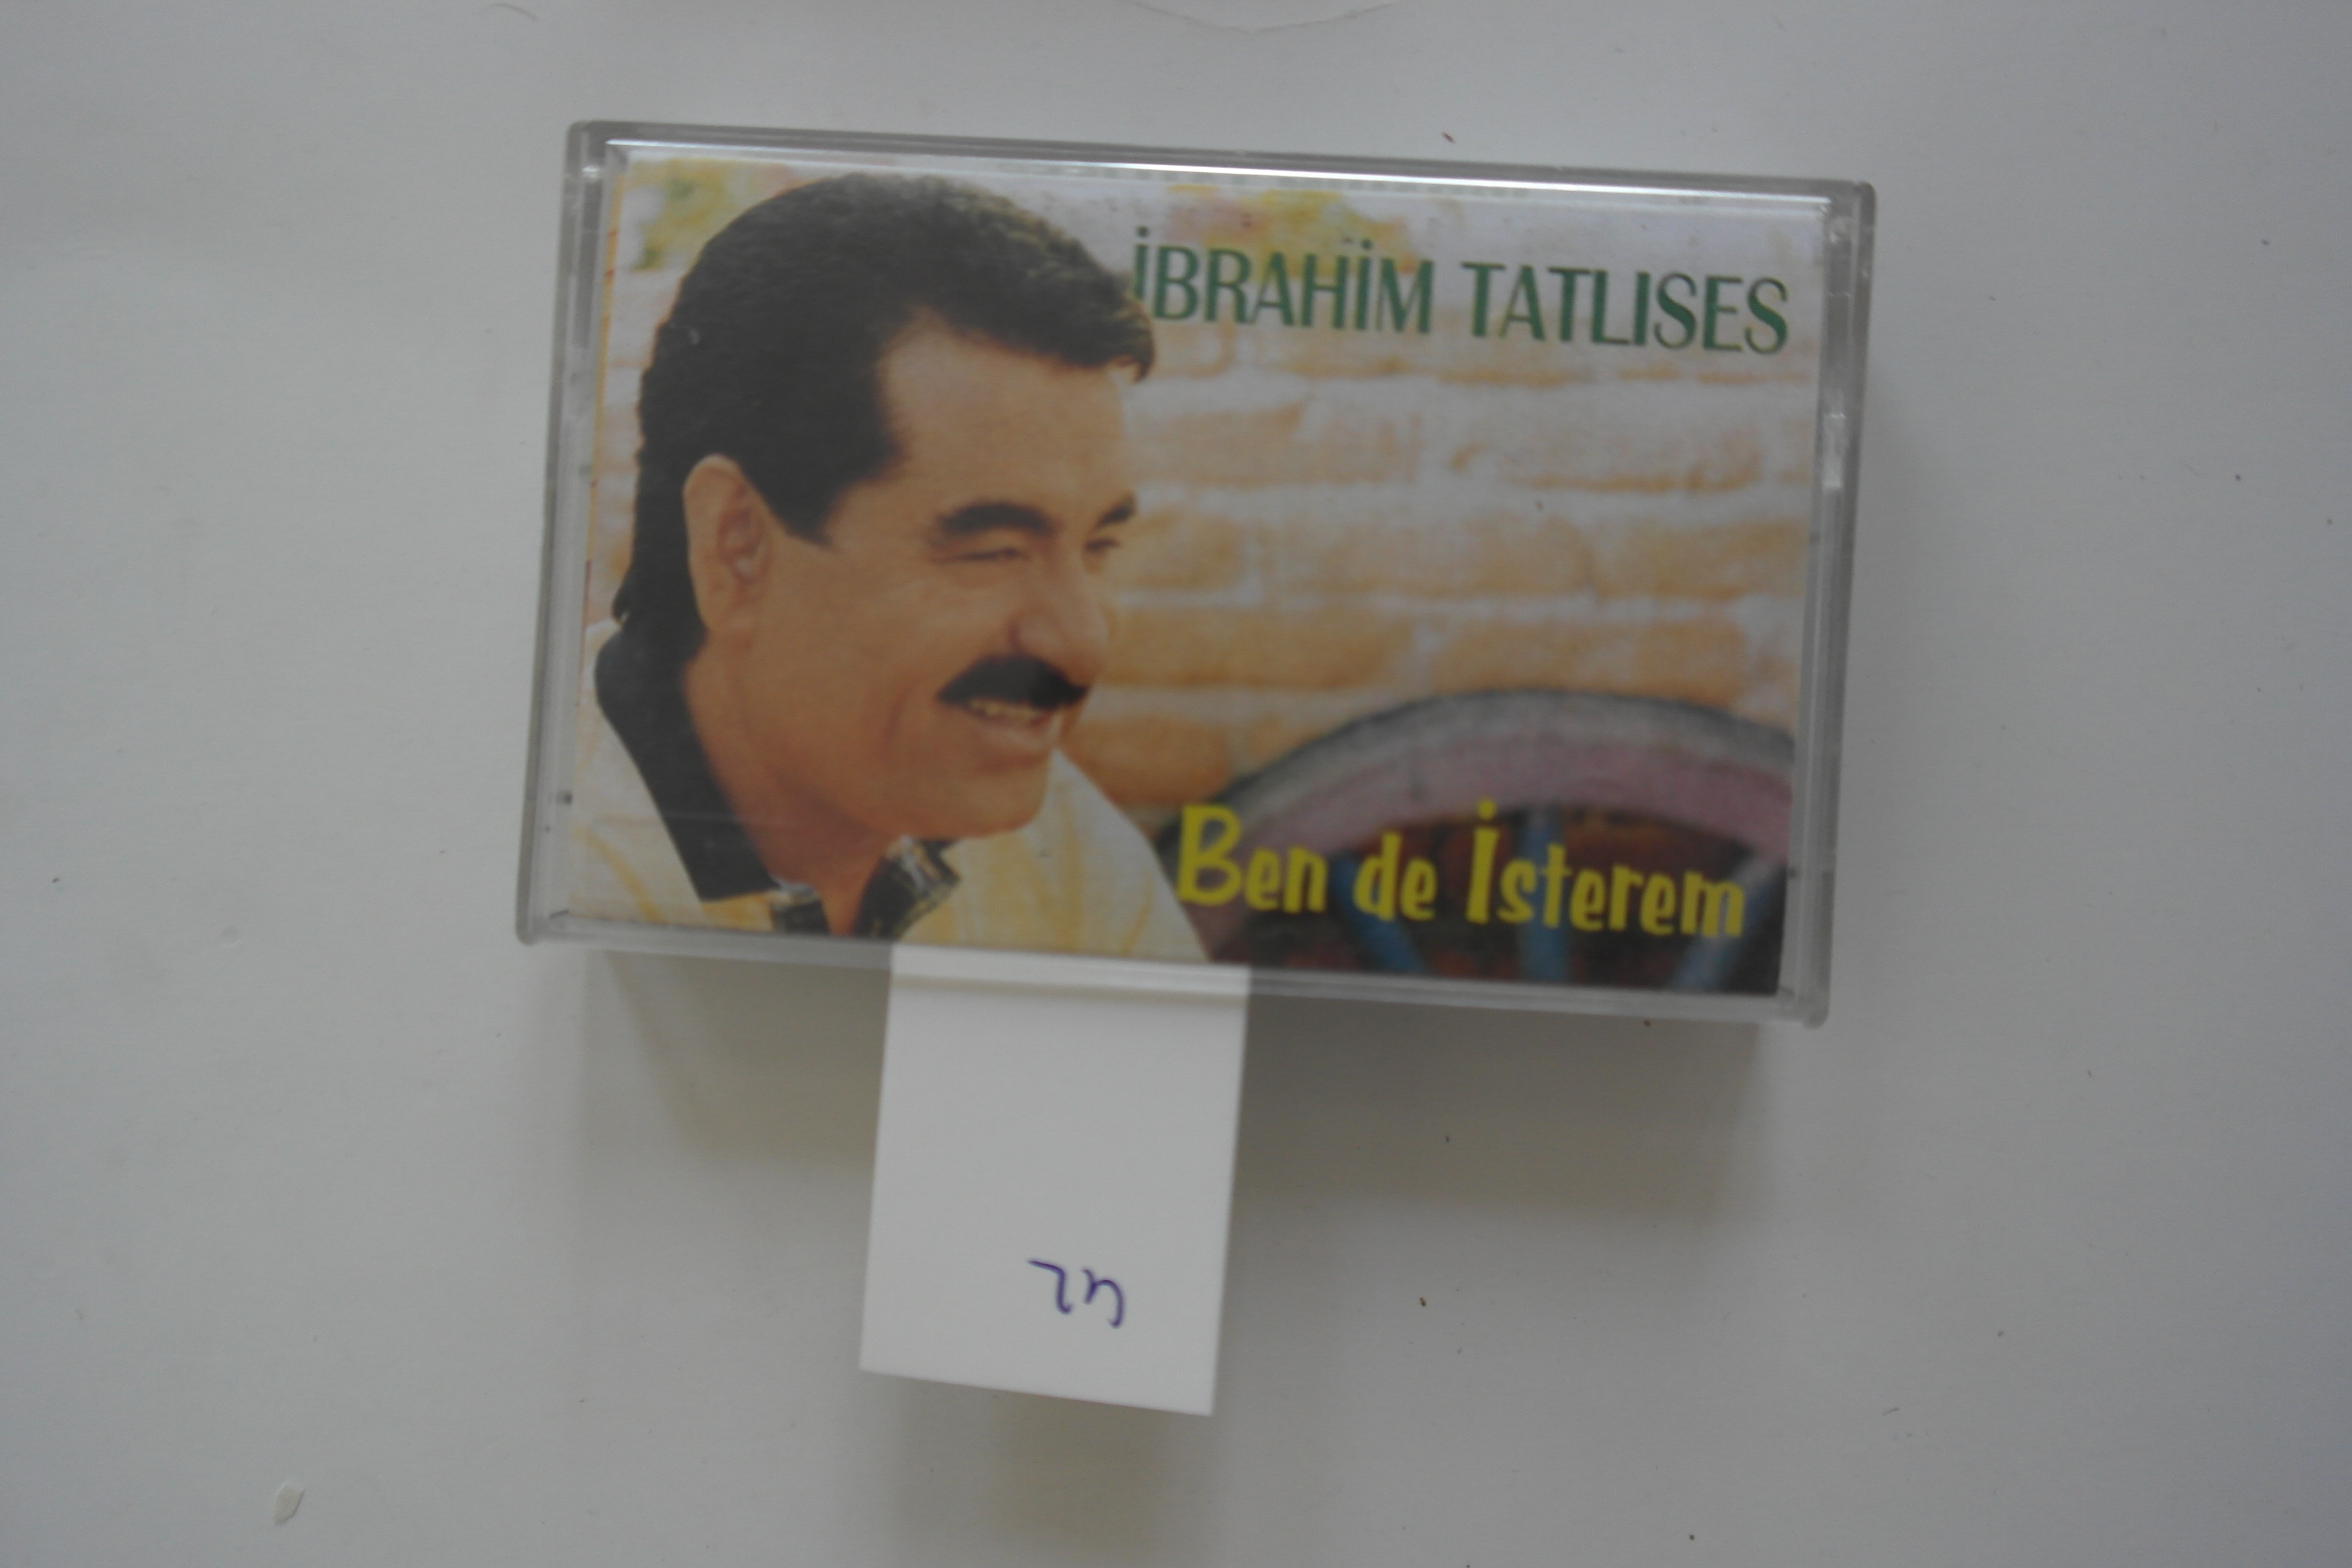 İBRAHİM TATLISES
Ben de İsterem